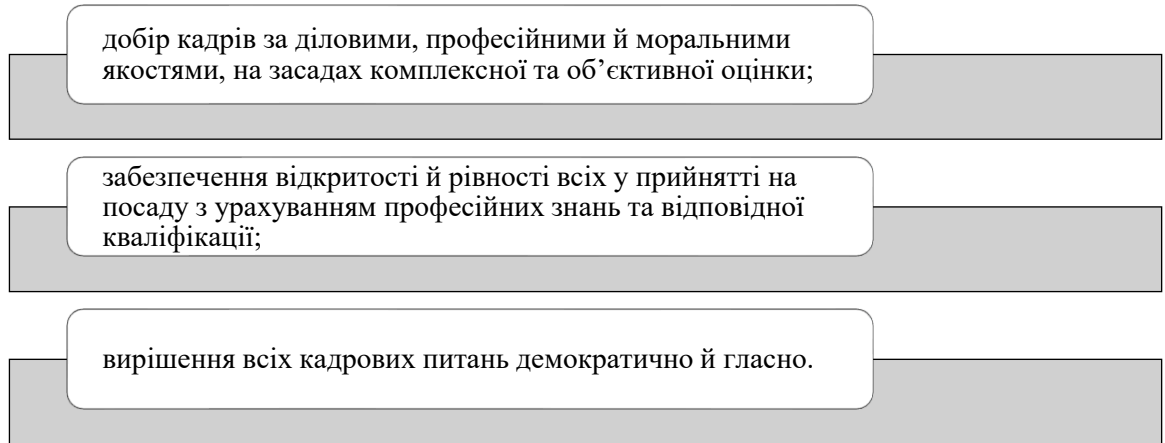 добір кадрів за діловими, професійними й моральними
якостями, на засадах комплексної та об’єктивної оцінки;
забезпечення відкритості й рівності всіх у прийнятті на
посаду з урахуванням професійних знань та відповідної
кваліфікації;
вирішення всіх кадрових питань демократично й гласно.